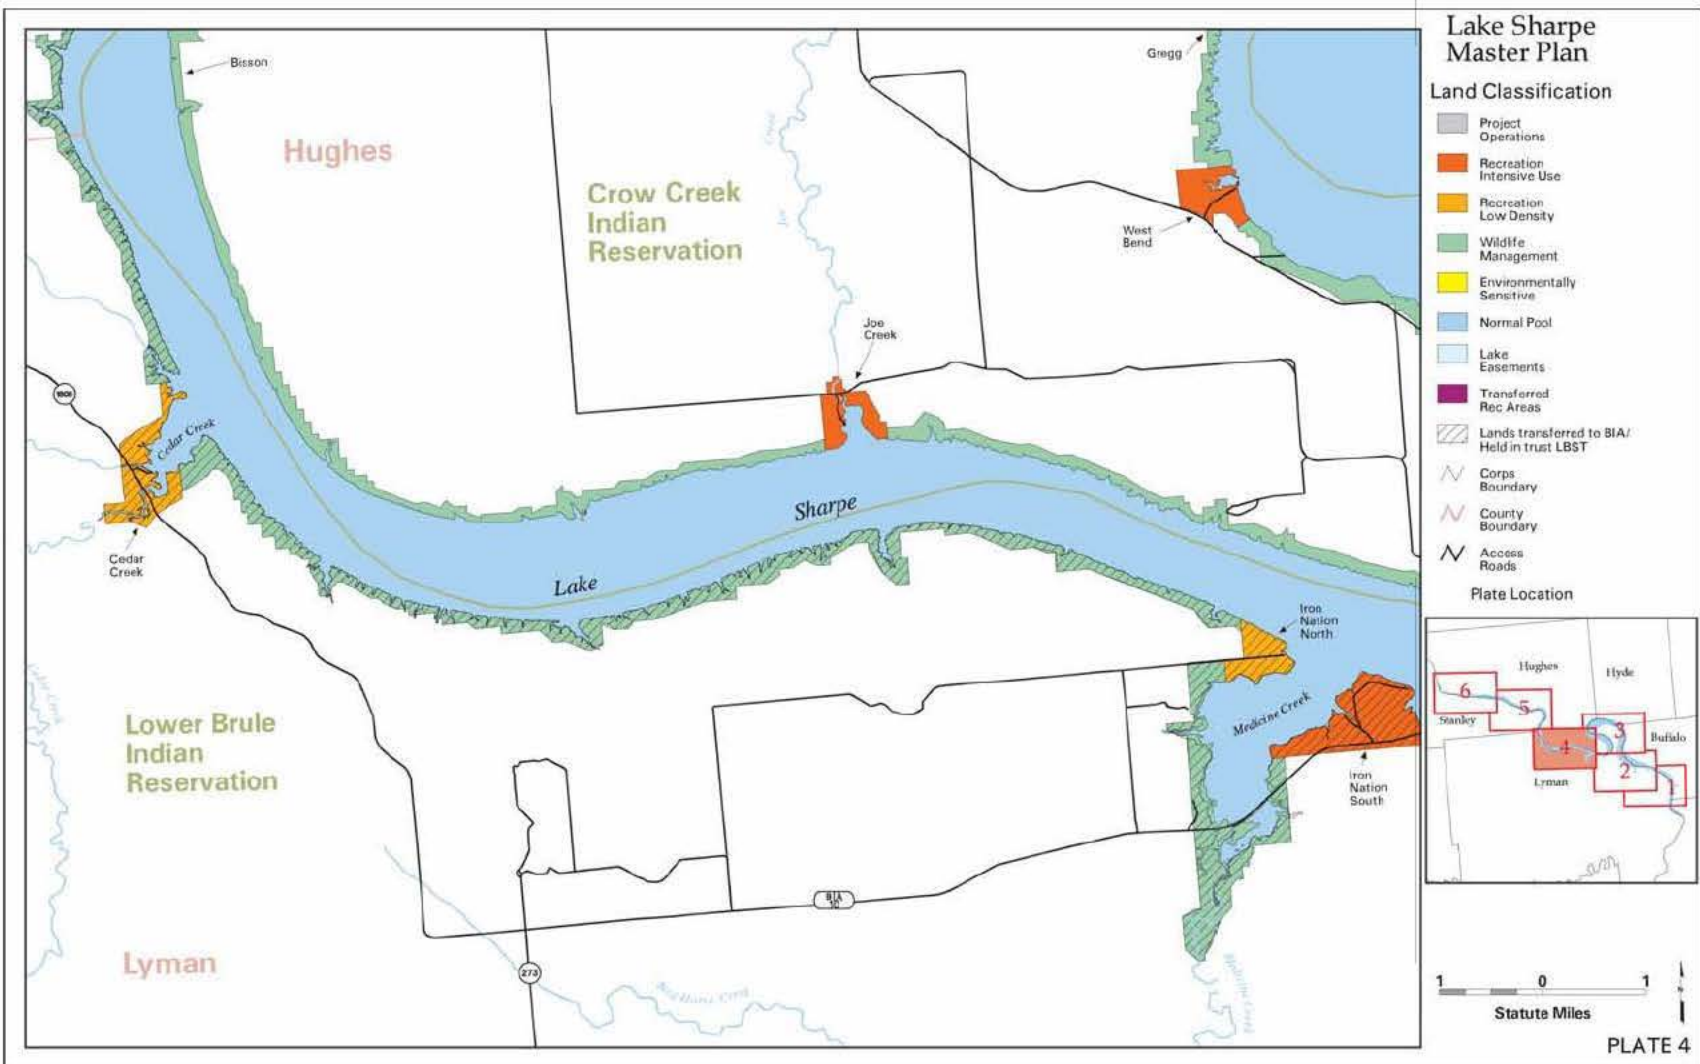 Lake Sharpe
Master Plan
Land Classification
Project
Operations
Recreation
Intensive Use
Recreation
Low Density
Wildlife
Management
Environmentally
Sensitive
Normal Pool
Lake
Easements
Transferred
Rec Areas
Lands transferred to BIA/
Held in trust LBST
Corps
Boundary
County
Boundary
Access
Roads
Plate Location
Hughes
Hyde
6
5
3
Stanley
4
Buffalo
2
1
Lyman
1 0 1
Statute Miles
PLATE 4
Bisson
Gregg
Hughes
Crow Creek
Indian
Reservation
Creek
Joe
West
Bend
Joe
Creek
Cedar Creek
Cedar
Creek
Lake
Sharpe
Iron
Nation
North
Medicine Creek
Iron
Nation
South
Lower Brule
Indian
Reservation
BIA
10
273
Lyman